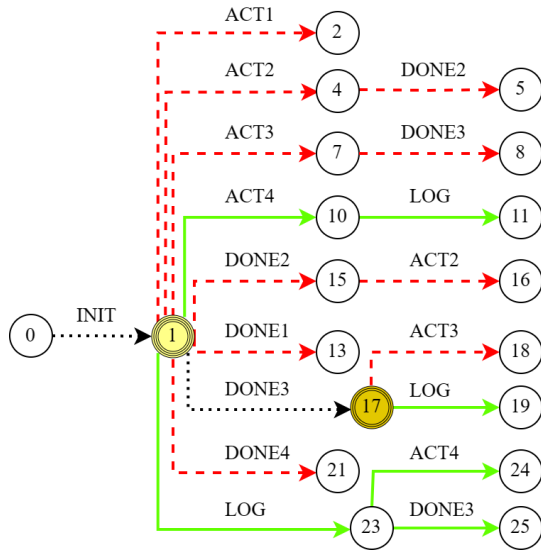 ACT1
2
ACT2 DONE2
4 5
ACT3 DONE3
7 8
ACT4 LOG
10 11
DONE2 ACT2
15 16
INIT DONE1 ACT3
0 1 13 18
DONE3 LOG
17 19
DONE4 ACT4
21 24
LOG DONE3
23 25